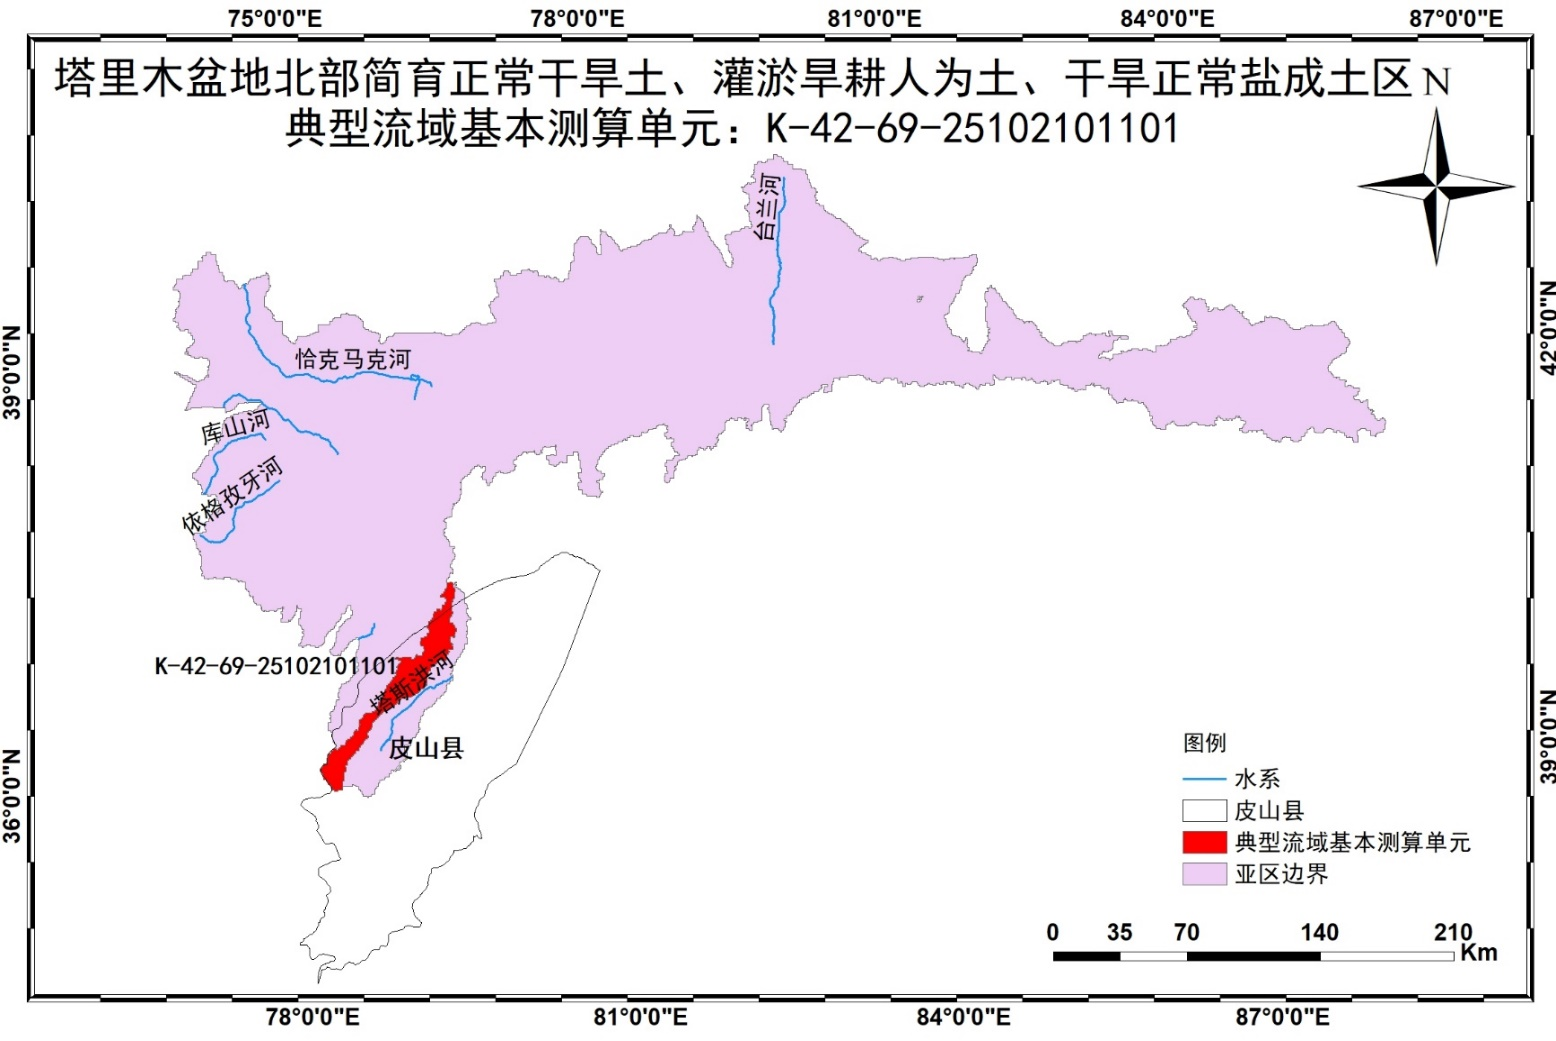 75°0'0"E 78°0'0"E 81°0'0"E 84°0'0"E 87°0'0"E
塔里木盆地北部简育正常干旱土、灌淤旱耕人为土、干旱正常盐成土区
N
典型流域基本测算单元：K-42-69-25102101101
台兰河
42°0'0"N
39°0'0"N
恰克马克河
库山河
依格孜牙河
K-42-69-25102101101
塔斯洪河
皮山县
39°0'0"N
36°0'0"N
图例
水系
皮山县
典型流域基本测算单元
亚区边界
0 35 70 140 210
Km
78°0'0"E 81°0'0"E 84°0'0"E 87°0'0"E